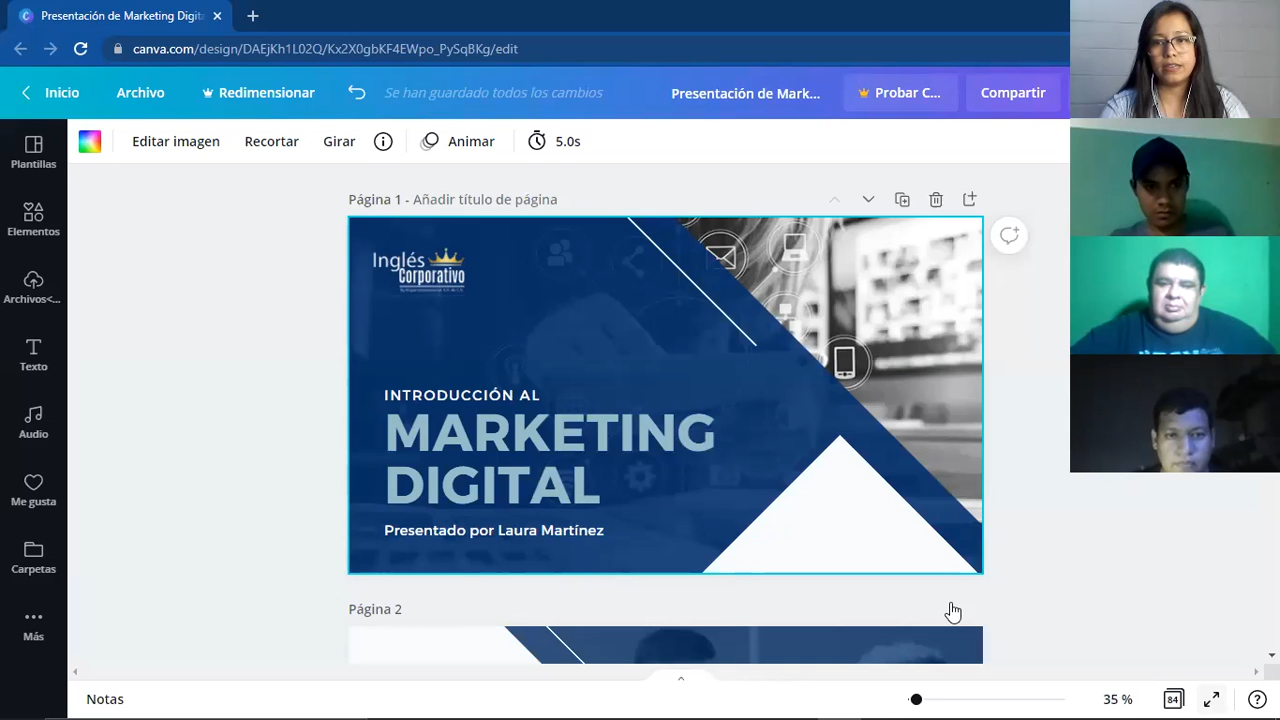 Presentación de Marketing Digita
canva.com/design/DAEjKh1L02Q/Kx2X0gbKF4EWpo_PySqBKg/edit
Inicio
Archivo
Redimensionar
Se han guardado todos los cambios
Presentación de Mark...
Probar C...
Compartir
Editar imagen
Recortar
Girar
Animar
5.0s
Plantillas
Elementos
Archivos<...
Texto
Audio
Me gusta
Carpetas
Más
Página 1 - Añadir título de página
Inglés
Corporativo
INTRODUCCIÓN AL
MARKETING
DIGITAL
Presentado por Laura Martínez
Página 2
Notas
35 %
84